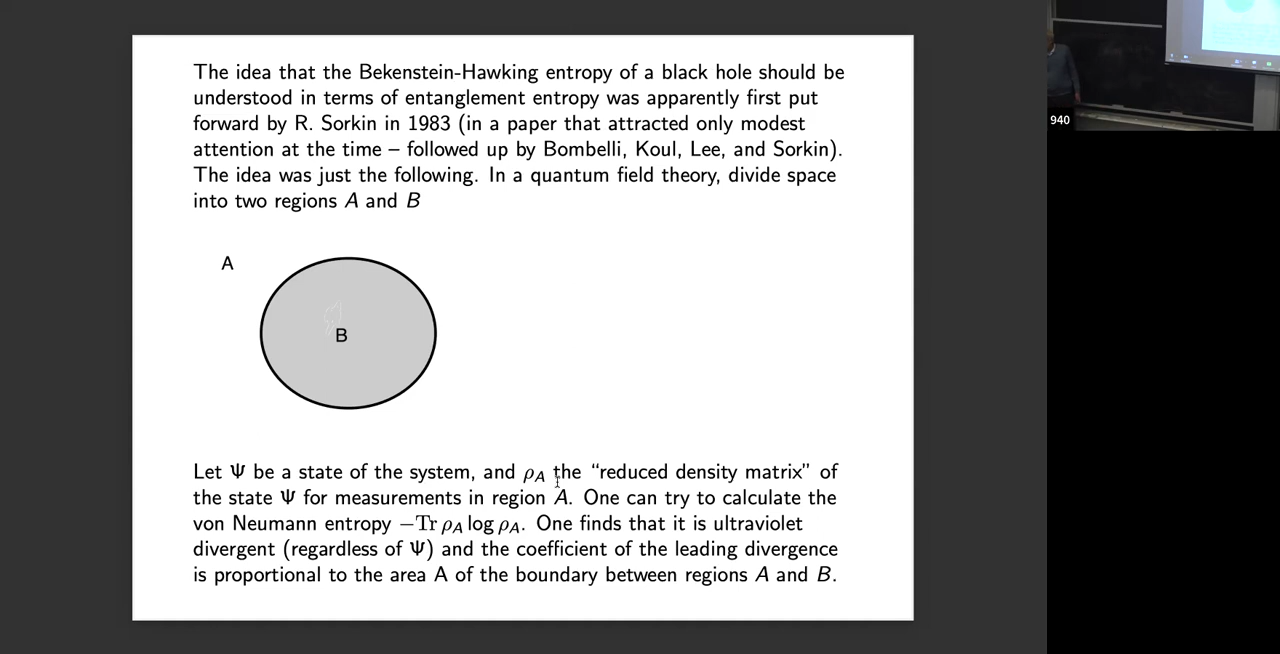 The idea that the Bekenstein-Hawking entropy of a black hole should be
understood in terms of entanglement entropy was apparently first put
forward by R. Sorkin in 1983 (in a paper that attracted only modest
attention at the time – followed up by Bombelli, Koul, Lee, and Sorkin).
The idea was just the following. In a quantum field theory, divide space
into two regions A and B
A
B
Let Ψ be a state of the system, and ρ_A the “reduced density matrix” of
the state Ψ for measurements in region A. One can try to calculate the
von Neumann entropy −Tr ρ_A log ρ_A. One finds that it is ultraviolet
divergent (regardless of Ψ) and the coefficient of the leading divergence
is proportional to the area A of the boundary between regions A and B.
940